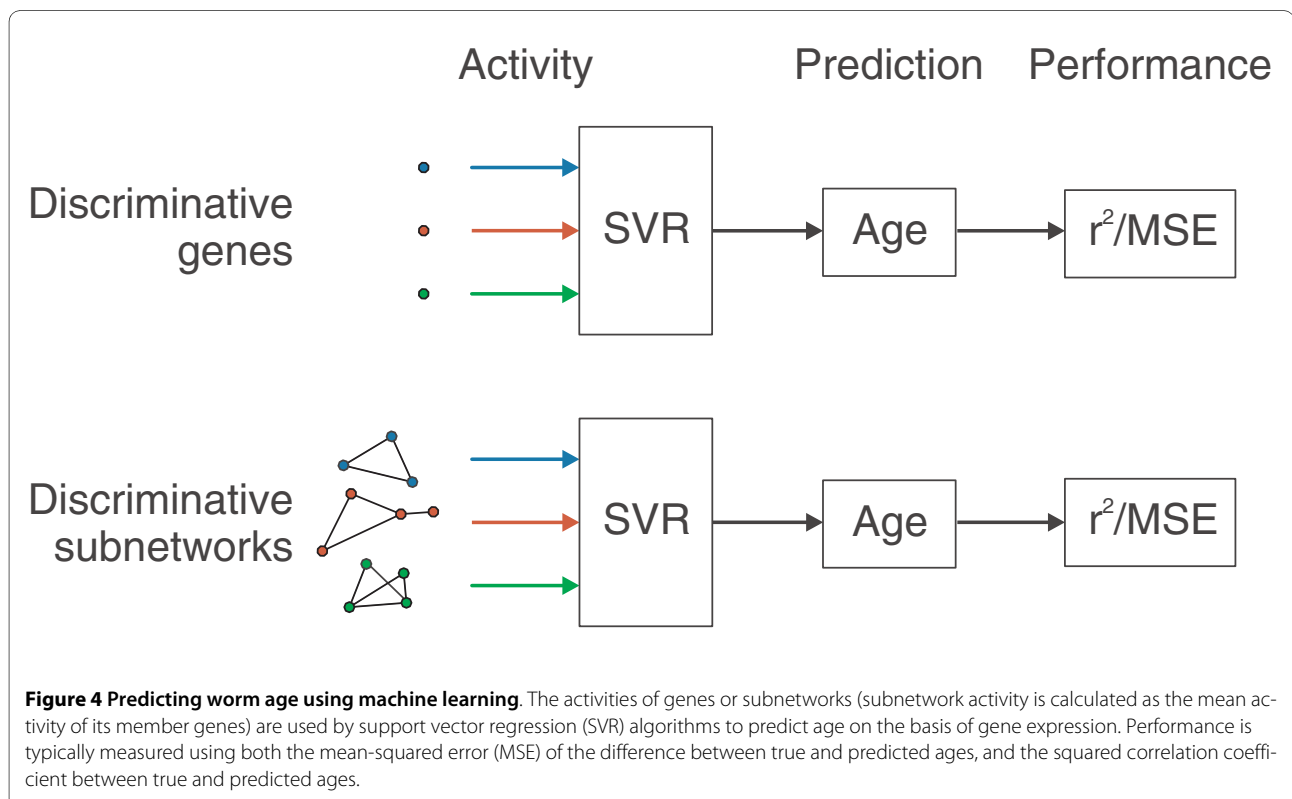 Activity Prediction Performance
Discriminative
genes
SVR
Age
r²/MSE
Discriminative
subnetworks
SVR
Age
r²/MSE
Figure 4 Predicting worm age using machine learning. The activities of genes or subnetworks (subnetwork activity is calculated as the mean ac-
tivity of its member genes) are used by support vector regression (SVR) algorithms to predict age on the basis of gene expression. Performance is
typically measured using both the mean-squared error (MSE) of the difference between true and predicted ages, and the squared correlation coeffi-
cient between true and predicted ages.